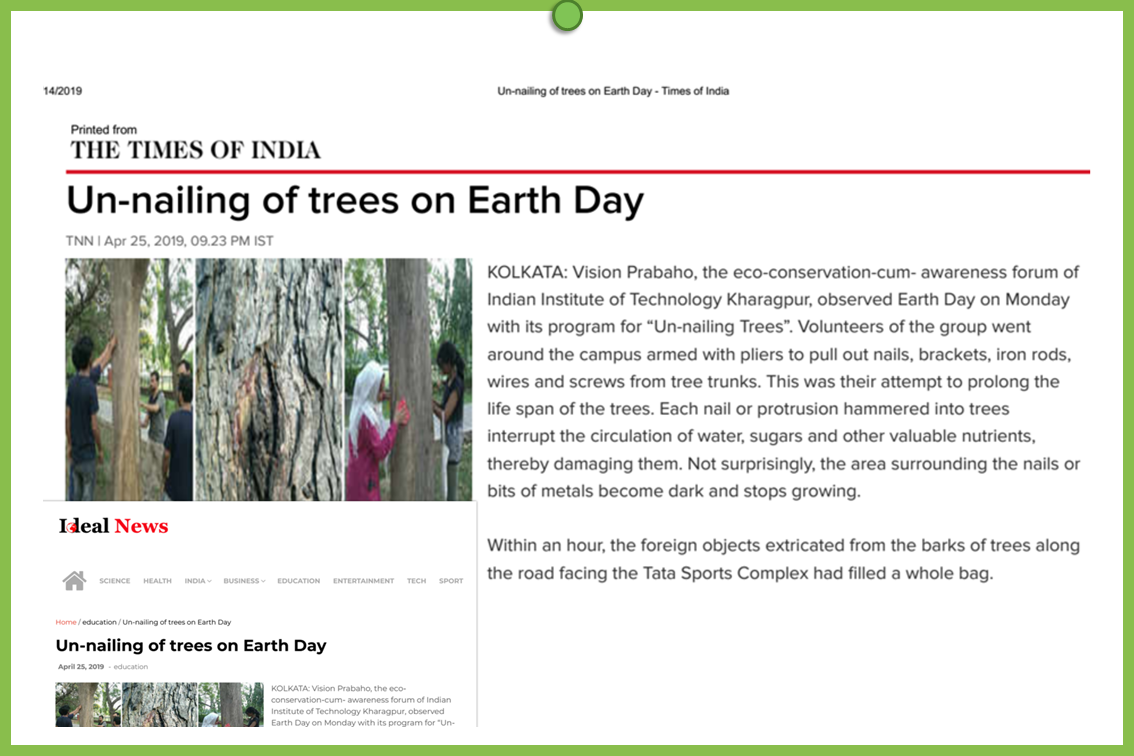 14/2019
Un-nailing of trees on Earth Day - Times of India
Printed from
THE TIMES OF INDIA
Un-nailing of trees on Earth Day
TNN | Apr 25, 2019, 09.23 PM IST
KOLKATA: Vision Prabaho, the eco-conservation-cum- awareness forum of
Indian Institute of Technology Kharagpur, observed Earth Day on Monday
with its program for “Un-nailing Trees”. Volunteers of the group went
around the campus armed with pliers to pull out nails, brackets, iron rods,
wires and screws from tree trunks. This was their attempt to prolong the
life span of the trees. Each nail or protrusion hammered into trees
interrupt the circulation of water, sugars and other valuable nutrients,
thereby damaging them. Not surprisingly, the area surrounding the nails or
bits of metals become dark and stops growing.
Within an hour, the foreign objects extricated from the barks of trees along
the road facing the Tata Sports Complex had filled a whole bag.
Ideal News
SCIENCE HEALTH INDIA BUSINESS EDUCATION ENTERTAINMENT TECH SPORT
Home / education / Un-nailing of trees on Earth Day
Un-nailing of trees on Earth Day
April 25, 2019 - education
KOLKATA: Vision Prabaho, the eco-
conservation-cum- awareness forum of Indian
Institute of Technology Kharagpur, observed
Earth Day on Monday with its program for “Un-